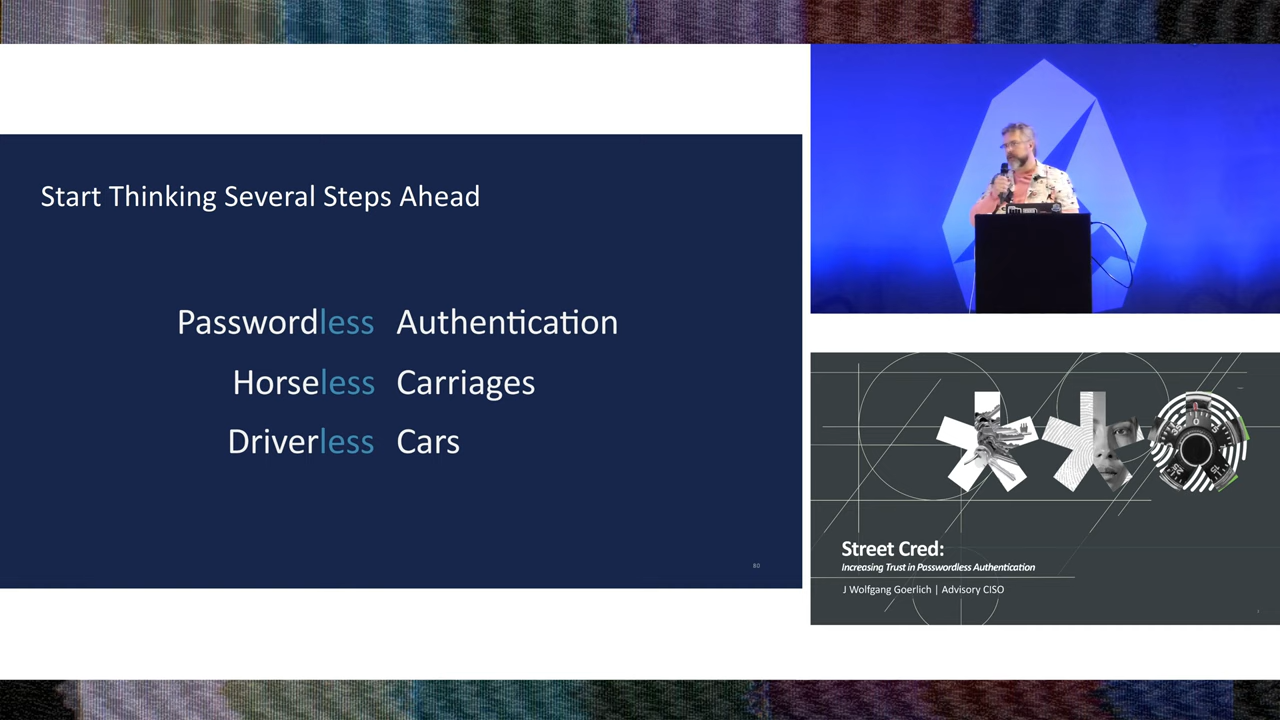 Start Thinking Several Steps Ahead
Passwordless Authentication
Horseless Carriages
Driverless Cars
80
Street Cred:
Increasing Trust in Passwordless Authentication
J Wolfgang Goerlich | Advisory CISO